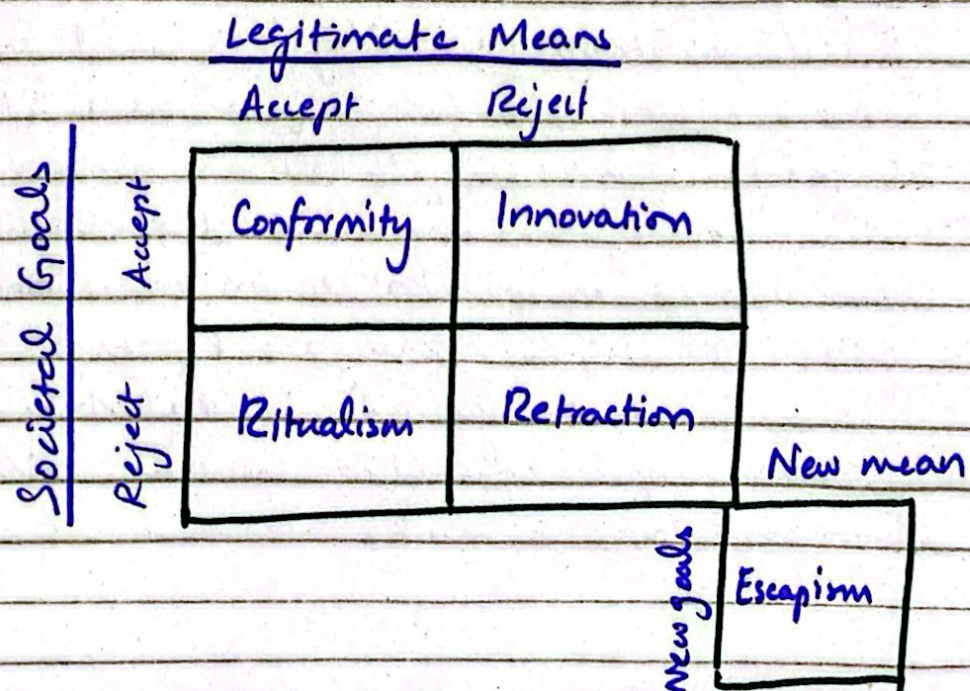 Legitimate Means
Accept Reject
Societal Goals
Accept
Conformity Innovation
Reject
Ritualism Retraction
New mean
New goals
Escapism